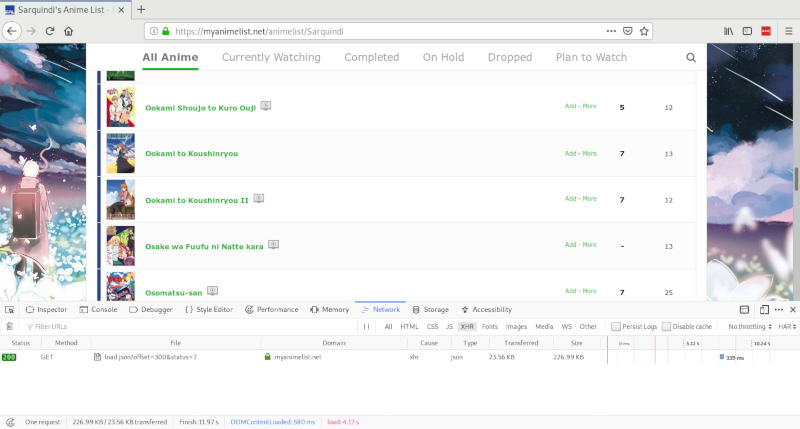 Sarquindi's Anime List -
https://myanimelist.net/animelist/Sarquindi
All Anime Currently Watching Completed On Hold Dropped Plan to Watch
Ookami Shoujo to Kuro Ouji Add - More 5 12
Ookami to Koushinryou Add - More 7 13
Ookami to Koushinryou II Add - More 7 12
Osake wa Fuufu ni Natte kara Add - More - 13
Osomatsu-san Add - More 7 25
Inspector Console Debugger { } Style Editor Performance Memory Network Storage Accessibility
Filter URLs All HTML CSS JS XHR Fonts Images Media WS Other Persist Logs Disable cache No throttling HAR
Status Method File Domain Cause Type Transferred Size 0 ms 5.12 s 10.24 s
200 GET load.json?offset=300&status=7 myanimelist.net xhr json 23.56 KB 226.99 KB 339 ms
One request 226.99 KB / 23.56 KB transferred Finish: 11.97 s DOMContentLoaded: 580 ms load: 4.17 s